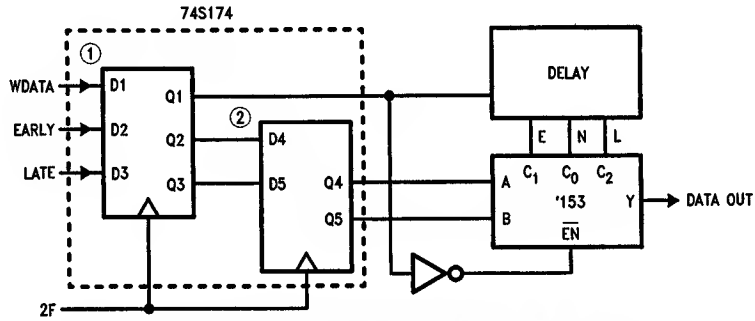 74S174
①
WDATA
D1
Q1
DELAY
EARLY
D2
Q2
②
D4
E
N
L
LATE
D3
Q3
D5
Q4
A
C1
C0
C2
'153
Y
DATA OUT
Q5
B
EN
2F